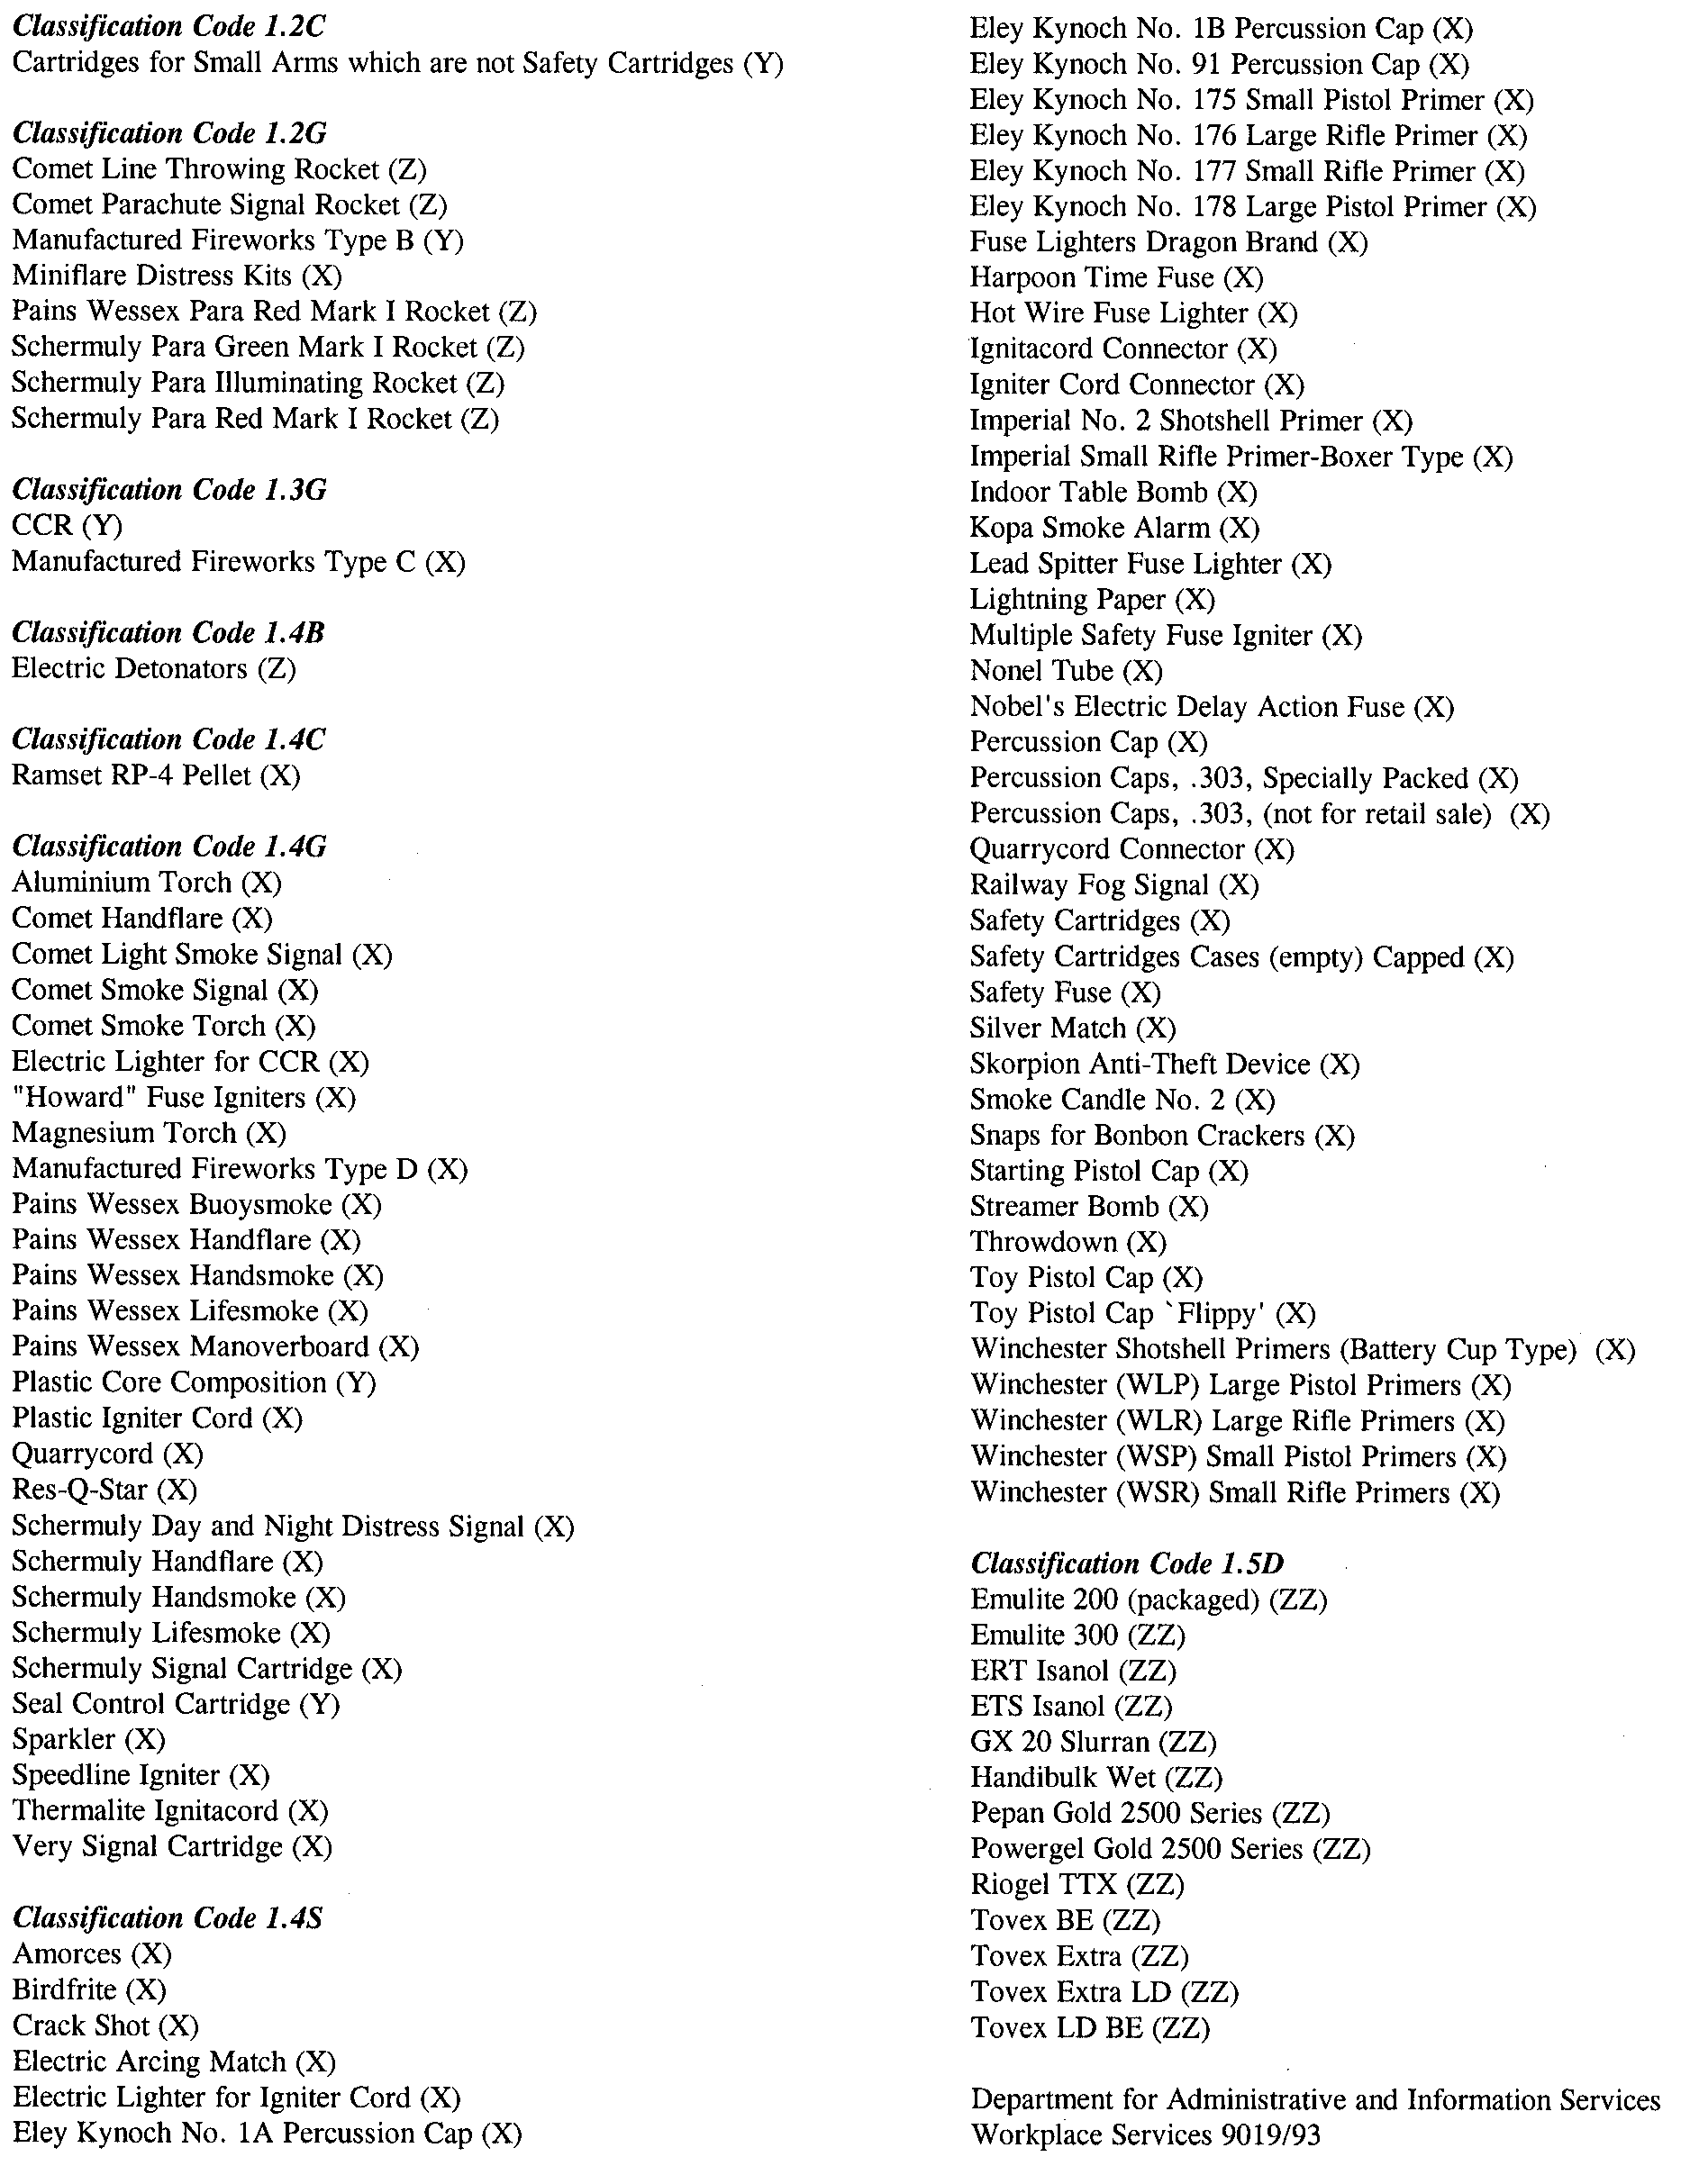 Classification Code 1.2C
Cartridges for Small Arms which are not Safety Cartridges (Y)
Classification Code 1.2G
Comet Line Throwing Rocket (Z)
Comet Parachute Signal Rocket (Z)
Manufactured Fireworks Type B (Y)
Miniflare Distress Kits (X)
Pains Wessex Para Red Mark I Rocket (Z)
Schermuly Para Green Mark I Rocket (Z)
Schermuly Para Illuminating Rocket (Z)
Schermuly Para Red Mark I Rocket (Z)
Classification Code 1.3G
CCR (Y)
Manufactured Fireworks Type C (X)
Classification Code 1.4B
Electric Detonators (Z)
Classification Code 1.4C
Ramset RP-4 Pellet (X)
Classification Code 1.4G
Aluminium Torch (X)
Comet Handflare (X)
Comet Light Smoke Signal (X)
Comet Smoke Signal (X)
Comet Smoke Torch (X)
Electric Lighter for CCR (X)
"Howard" Fuse Igniters (X)
Magnesium Torch (X)
Manufactured Fireworks Type D (X)
Pains Wessex Buoysmoke (X)
Pains Wessex Handflare (X)
Pains Wessex Handsmoke (X)
Pains Wessex Lifesmoke (X)
Pains Wessex Manoverboard (X)
Plastic Core Composition (Y)
Plastic Igniter Cord (X)
Quarrycord (X)
Res-Q-Star (X)
Schermuly Day and Night Distress Signal (X)
Schermuly Handflare (X)
Schermuly Handsmoke (X)
Schermuly Lifesmoke (X)
Schermuly Signal Cartridge (X)
Seal Control Cartridge (Y)
Sparkler (X)
Speedline Igniter (X)
Thermalite Ignitacord (X)
Very Signal Cartridge (X)
Classification Code 1.4S
Amorces (X)
Birdfrite (X)
Crack Shot (X)
Electric Arcing Match (X)
Electric Lighter for Igniter Cord (X)
Eley Kynoch No. 1A Percussion Cap (X)
Eley Kynoch No. 1B Percussion Cap (X)
Eley Kynoch No. 91 Percussion Cap (X)
Eley Kynoch No. 175 Small Pistol Primer (X)
Eley Kynoch No. 176 Large Rifle Primer (X)
Eley Kynoch No. 177 Small Rifle Primer (X)
Eley Kynoch No. 178 Large Pistol Primer (X)
Fuse Lighters Dragon Brand (X)
Harpoon Time Fuse (X)
Hot Wire Fuse Lighter (X)
Ignitacord Connector (X)
Igniter Cord Connector (X)
Imperial No. 2 Shotshell Primer (X)
Imperial Small Rifle Primer-Boxer Type (X)
Indoor Table Bomb (X)
Kopa Smoke Alarm (X)
Lead Spitter Fuse Lighter (X)
Lightning Paper (X)
Multiple Safety Fuse Igniter (X)
Nonel Tube (X)
Nobel's Electric Delay Action Fuse (X)
Percussion Cap (X)
Percussion Caps, .303, Specially Packed (X)
Percussion Caps, .303, (not for retail sale) (X)
Quarrycord Connector (X)
Railway Fog Signal (X)
Safety Cartridges (X)
Safety Cartridges Cases (empty) Capped (X)
Safety Fuse (X)
Silver Match (X)
Skorpion Anti-Theft Device (X)
Smoke Candle No. 2 (X)
Snaps for Bonbon Crackers (X)
Starting Pistol Cap (X)
Streamer Bomb (X)
Throwdown (X)
Toy Pistol Cap (X)
Toy Pistol Cap `Flippy' (X)
Winchester Shotshell Primers (Battery Cup Type) (X)
Winchester (WLP) Large Pistol Primers (X)
Winchester (WLR) Large Rifle Primers (X)
Winchester (WSP) Small Pistol Primers (X)
Winchester (WSR) Small Rifle Primers (X)
Classification Code 1.5D
Emulite 200 (packaged) (ZZ)
Emulite 300 (ZZ)
ERT Isanol (ZZ)
ETS Isanol (ZZ)
GX 20 Slurran (ZZ)
Handibulk Wet (ZZ)
Pepan Gold 2500 Series (ZZ)
Powergel Gold 2500 Series (ZZ)
Riogel TTX (ZZ)
Tovex BE (ZZ)
Tovex Extra (ZZ)
Tovex Extra LD (ZZ)
Tovex LD BE (ZZ)
Department for Administrative and Information Services
Workplace Services 9019/93